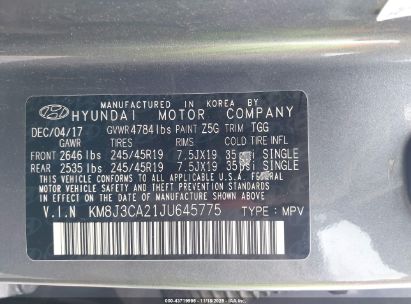 MANUFACTURED IN KOREA BY
HYUNDAI MOTOR COMPANY
DEC/04/17 GVWR 4784 lbs PAINT Z5G TRIM TGG
GAWR TIRES RIMS COLD TIRE INFL
FRONT 2646 lbs 245/45R19 7.5JX19 35 psi SINGLE
REAR 2535 lbs 245/45R19 7.5JX19 35 psi SINGLE
THIS VEHICLE CONFORMS TO ALL APPLICABLE U.S. FEDERAL
MOTOR VEHICLE SAFETY, BUMPER, AND THEFT PREVENTION
STANDARDS IN EFFECT ON THE DATE OF MANUFACTURE SHOWN ABOVE.
V.I.N KM8J3CA21JU645775 TYPE : MPV